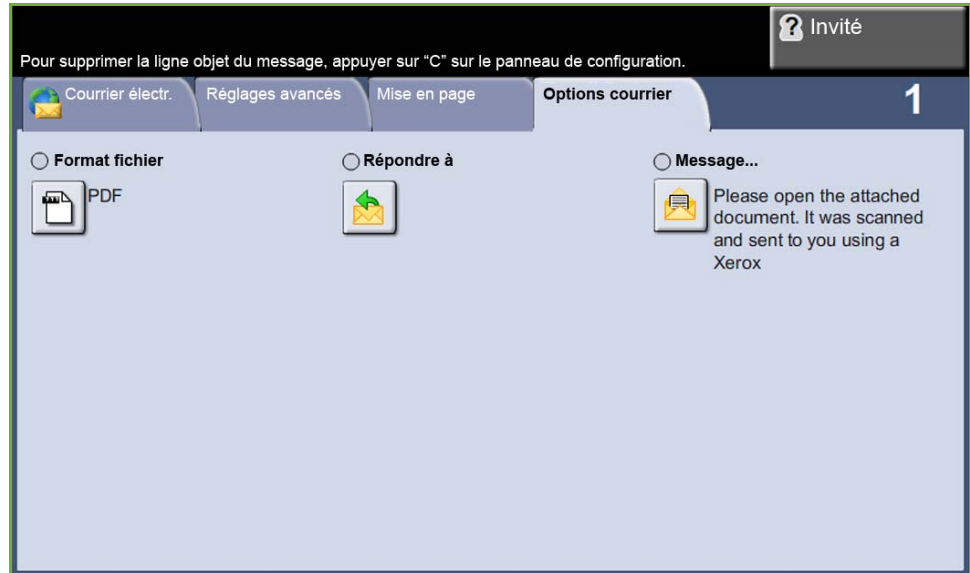 Invité
Pour supprimer la ligne objet du message, appuyer sur “C” sur le panneau de configuration.
Courrier électr.
Réglages avancés
Mise en page
Options courrier
1
Format fichier
Répondre à
Message...
PDF
Please open the attached
document. It was scanned
and sent to you using a
Xerox